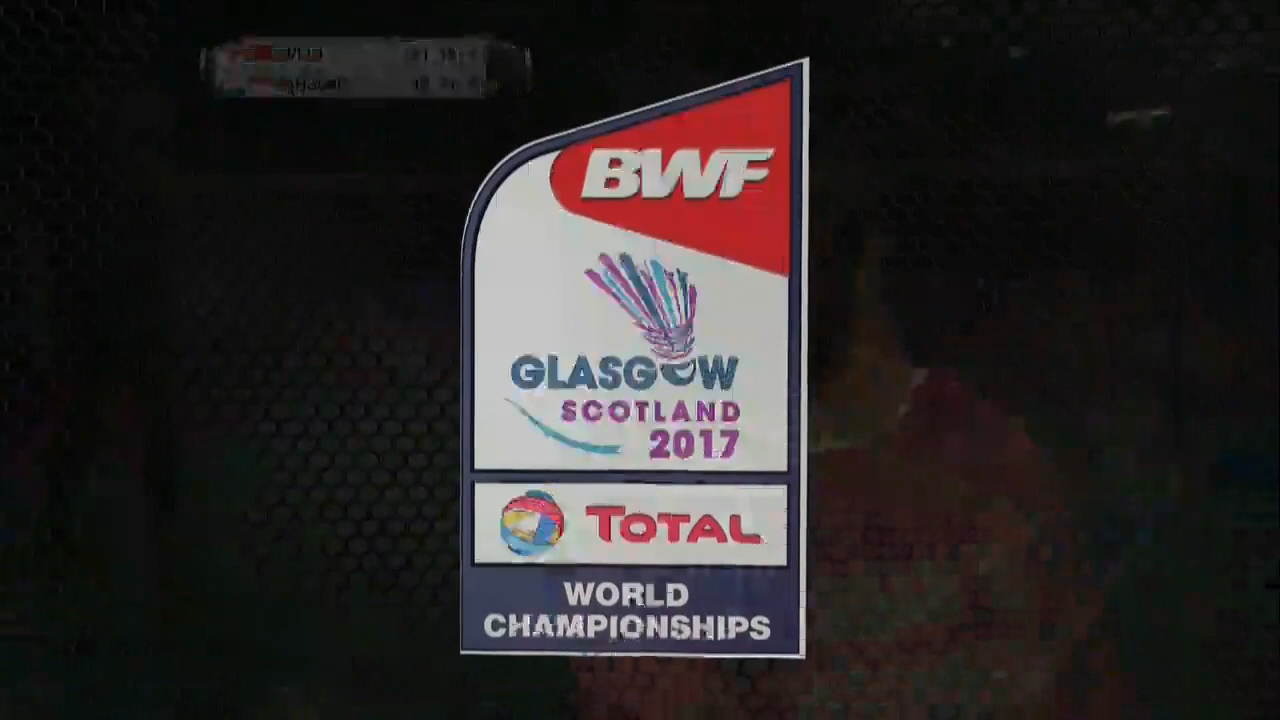 BWF
GLASGOW
SCOTLAND
2017
TOTAL
WORLD
CHAMPIONSHIPS